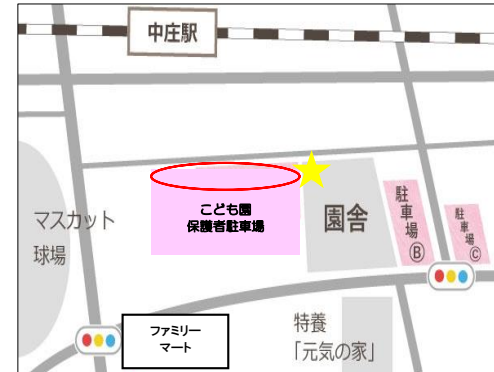 中庄駅
マスカット
球場
こども園
保護者駐車場
園舎
駐車場Ⓑ
駐車場Ⓒ
ファミリー
マート
特養
「元気の家」